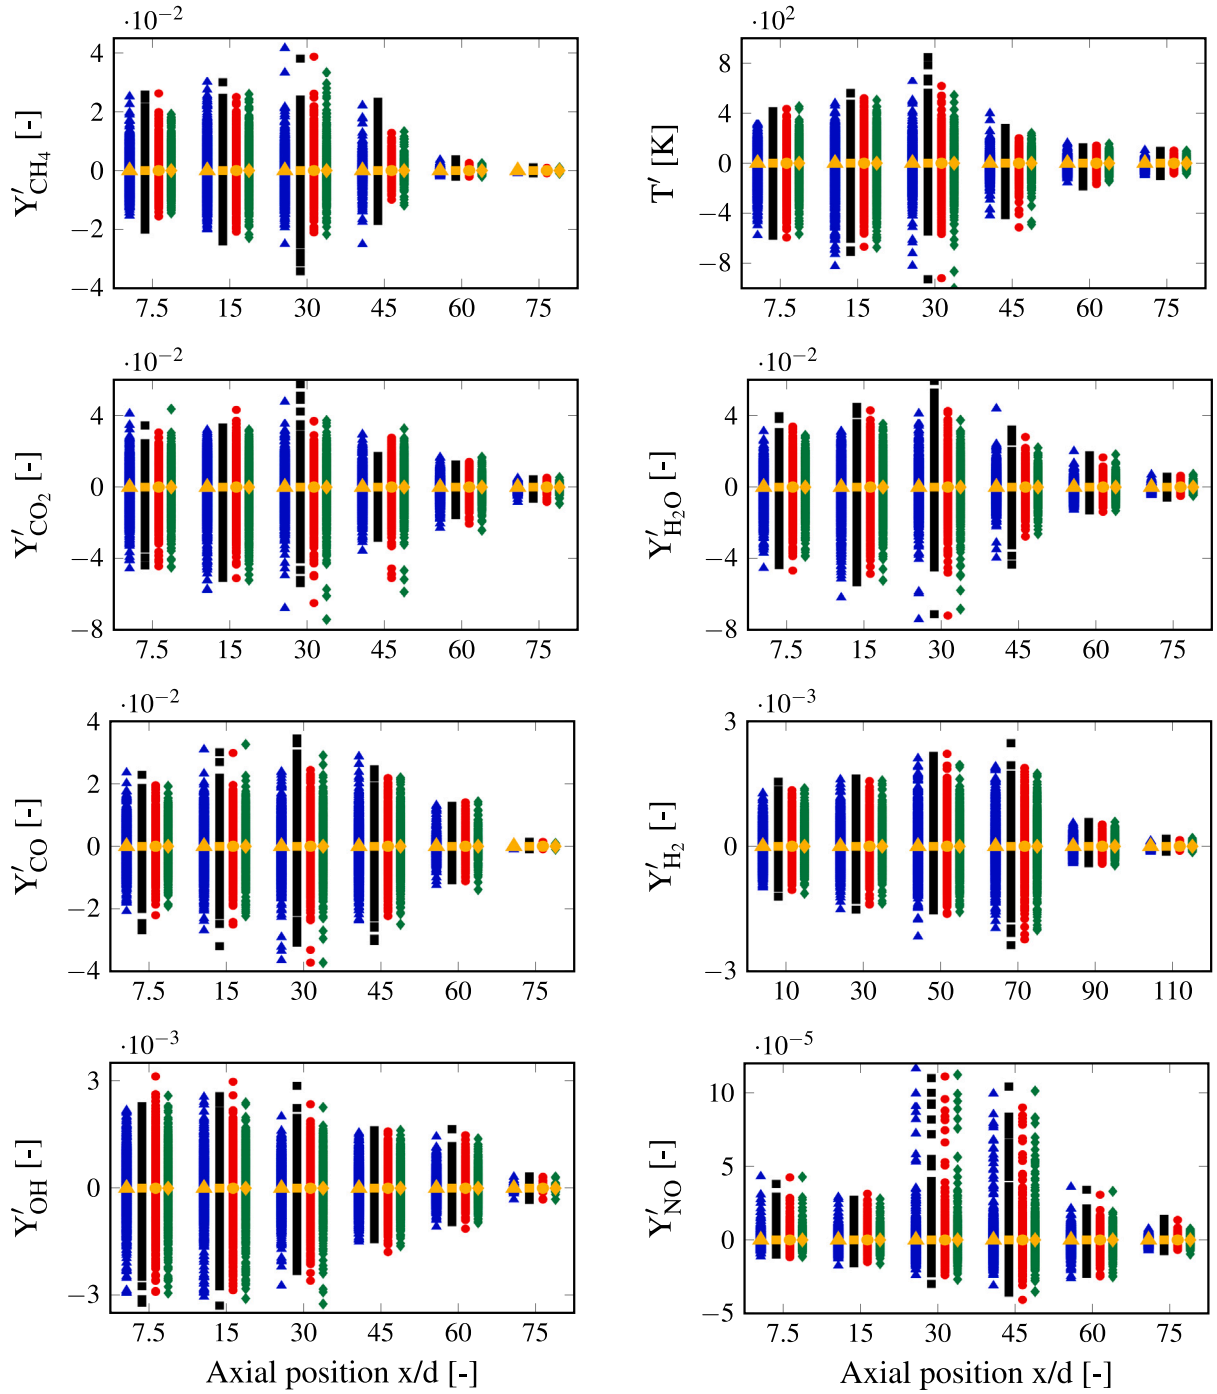 ·10−2
4
2
0
−2
−4
Y′CH4 [-]
7.5 15 30 45 60 75
·102
8
4
0
−4
−8
T′ [K]
7.5 15 30 45 60 75
·10−2
4
0
−4
−8
Y′CO2 [-]
7.5 15 30 45 60 75
·10−2
4
0
−4
−8
Y′H2O [-]
7.5 15 30 45 60 75
·10−2
4
2
0
−2
−4
Y′CO [-]
7.5 15 30 45 60 75
·10−3
3
0
−3
Y′H2 [-]
10 30 50 70 90 110
·10−3
3
0
−3
Y′OH [-]
7.5 15 30 45 60 75
Axial position x/d [-]
·10−5
10
5
0
−5
Y′NO [-]
7.5 15 30 45 60 75
Axial position x/d [-]